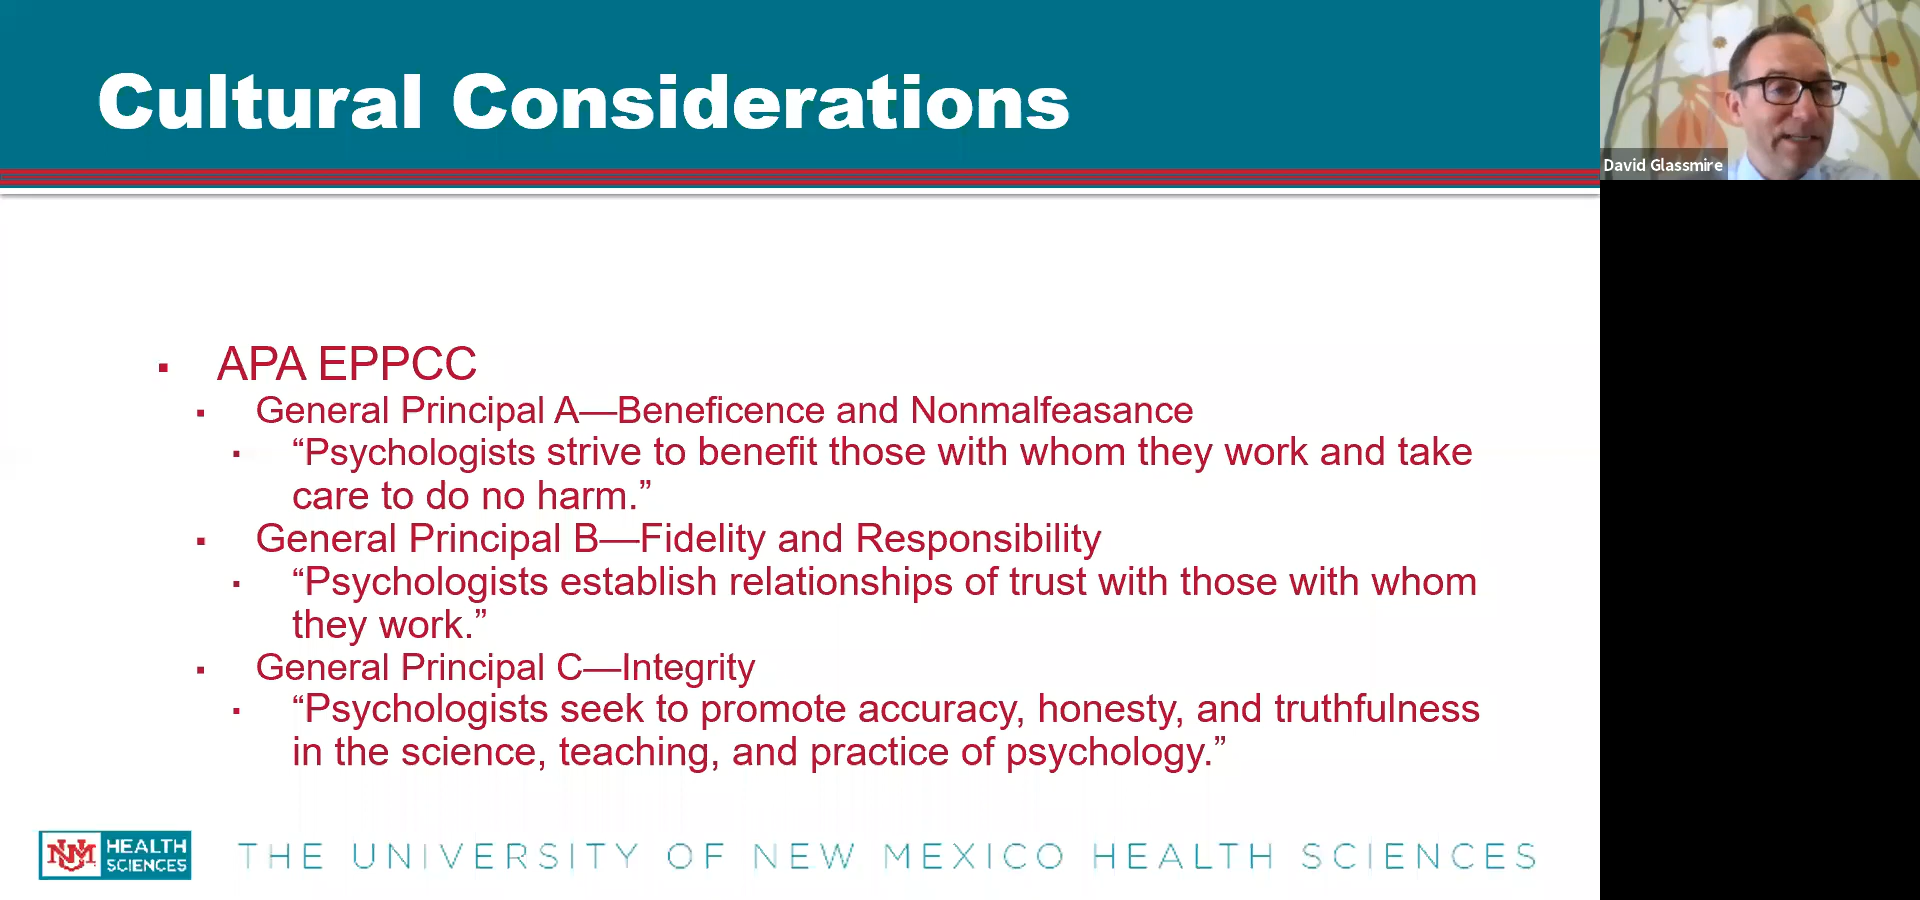 Cultural Considerations
David Glassmire
▪ APA EPPCC
▪ General Principal A—Beneficence and Nonmalfeasance
▪ “Psychologists strive to benefit those with whom they work and take
care to do no harm.”
▪ General Principal B—Fidelity and Responsibility
▪ “Psychologists establish relationships of trust with those with whom
they work.”
▪ General Principal C—Integrity
▪ “Psychologists seek to promote accuracy, honesty, and truthfulness
in the science, teaching, and practice of psychology.”
UNM HEALTH
SCIENCES
THE UNIVERSITY OF NEW MEXICO HEALTH SCIENCES